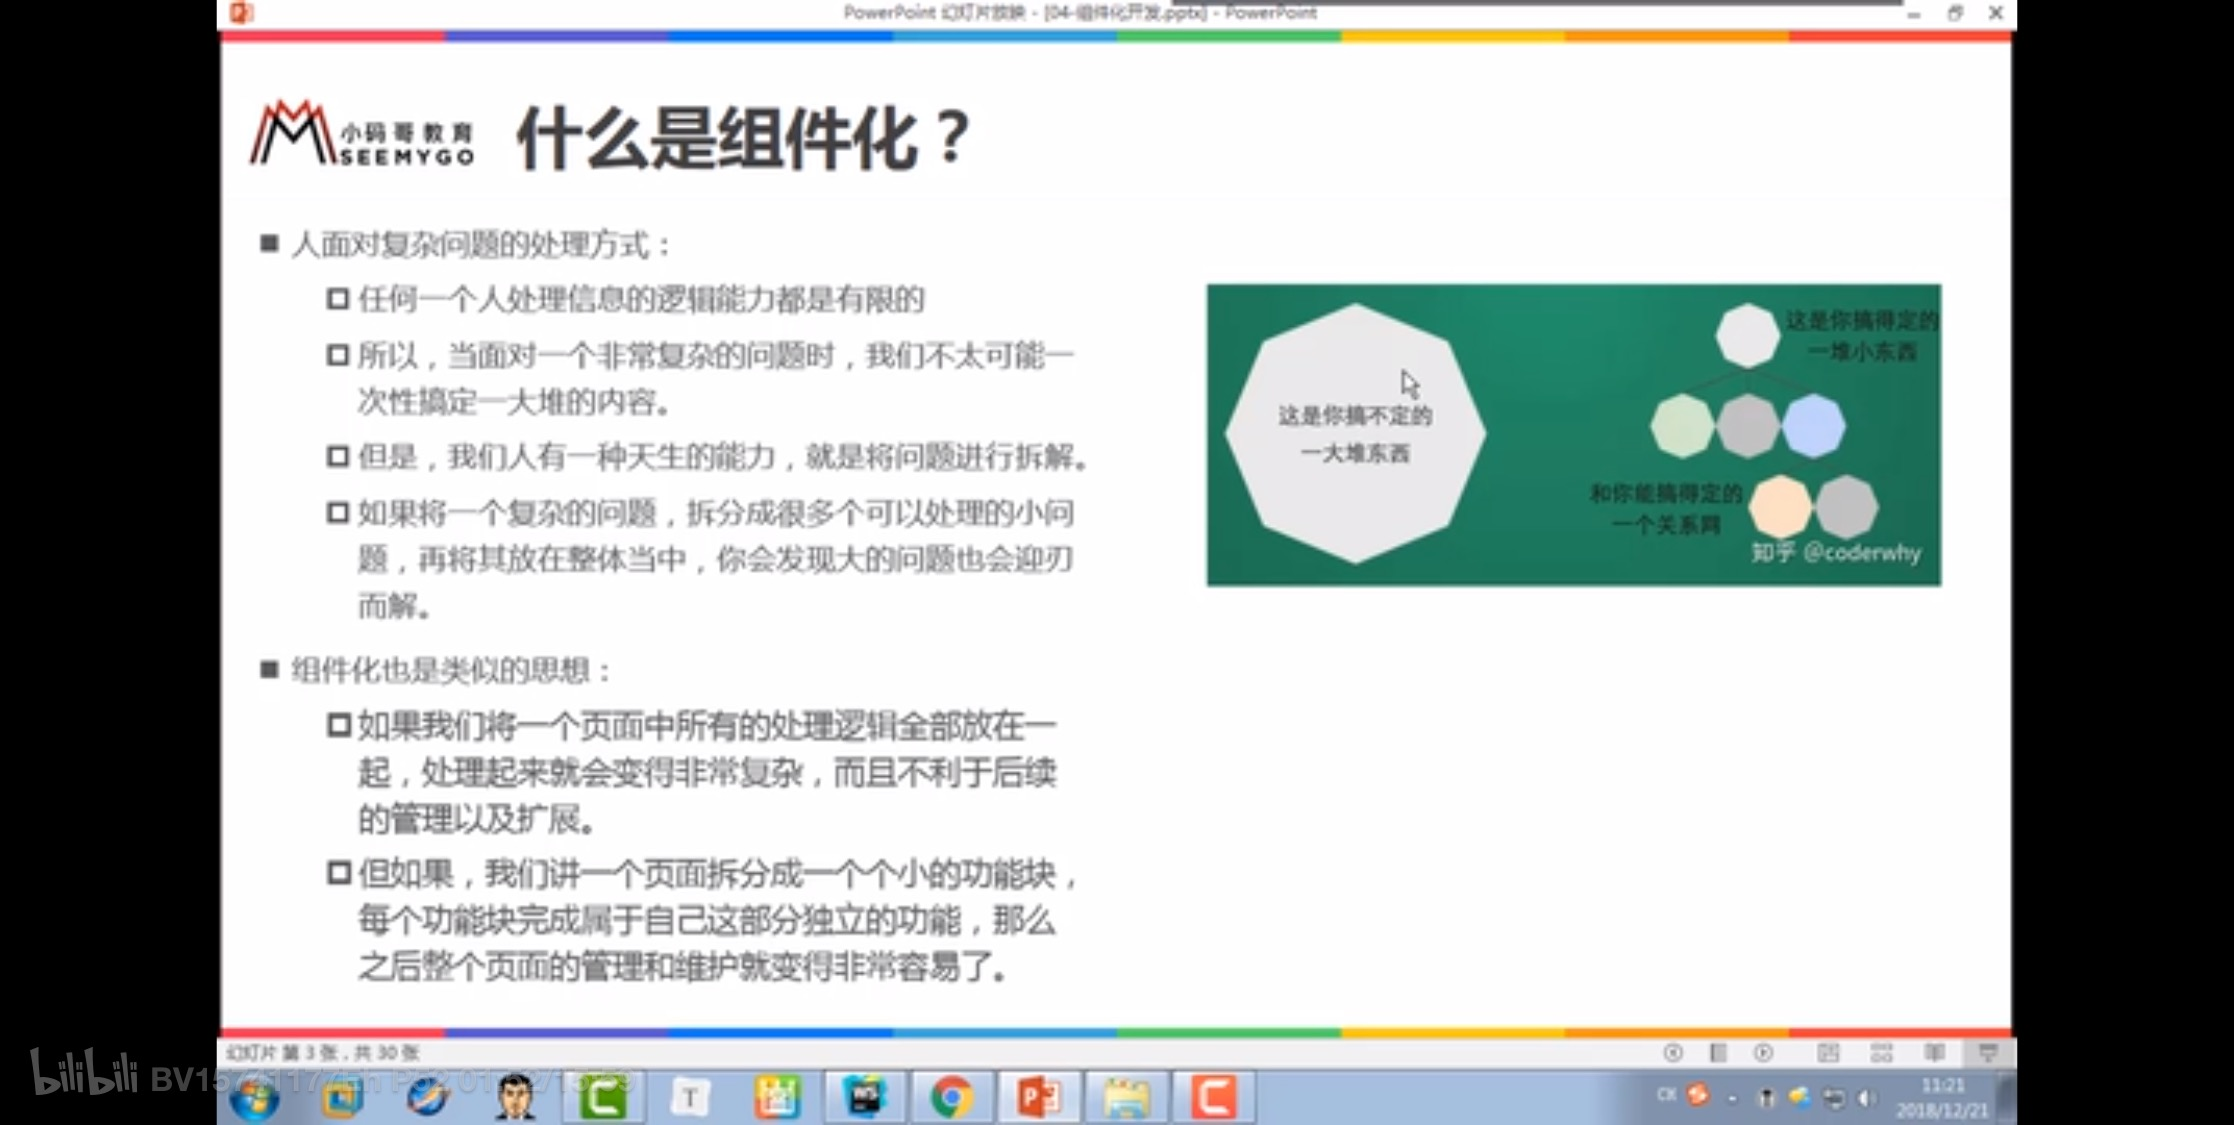 PowerPoint 幻灯片放映 - [04-组件化开发.pptx] - PowerPoint
小码哥教育
SEEMYGO
什么是组件化？
人面对复杂问题的处理方式：
任何一个人处理信息的逻辑能力都是有限的
所以，当面对一个非常复杂的问题时，我们不太可能一
次性搞定一大堆的内容。
但是，我们人有一种天生的能力，就是将问题进行拆解。
如果将一个复杂的问题，拆分成很多个可以处理的小问
题，再将其放在整体当中，你会发现大的问题也会迎刃
而解。
组件化也是类似的思想：
如果我们将一个页面中所有的处理逻辑全部放在一
起，处理起来就会变得非常复杂，而且不利于后续
的管理以及扩展。
但如果，我们讲一个页面拆分成一个个小的功能块，
每个功能块完成属于自己这部分独立的功能，那么
之后整个页面的管理和维护就变得非常容易了。
这是你搞不定的
一大堆东西
这是你搞得定的
一堆小东西
和你能搞得定的
一个关系网
知乎 @coderwhy
幻灯片 第 3 张，共 30 张
bilibili
CK
11:21
2018/12/21